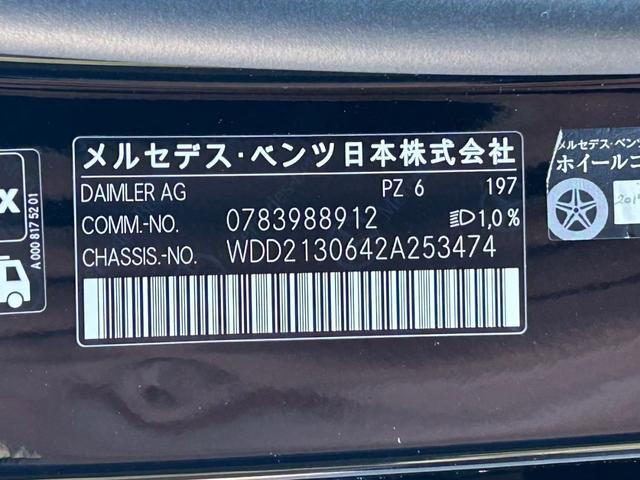 メルセデス・ベンツ日本株式会社
DAIMLER AG PZ 6 197
COMM.-NO. 0783988912 1,0%
CHASSIS.-NO. WDD2130642A253474
x
A 000 817 52 01
メルセデス・ベンツ
ホイールコ